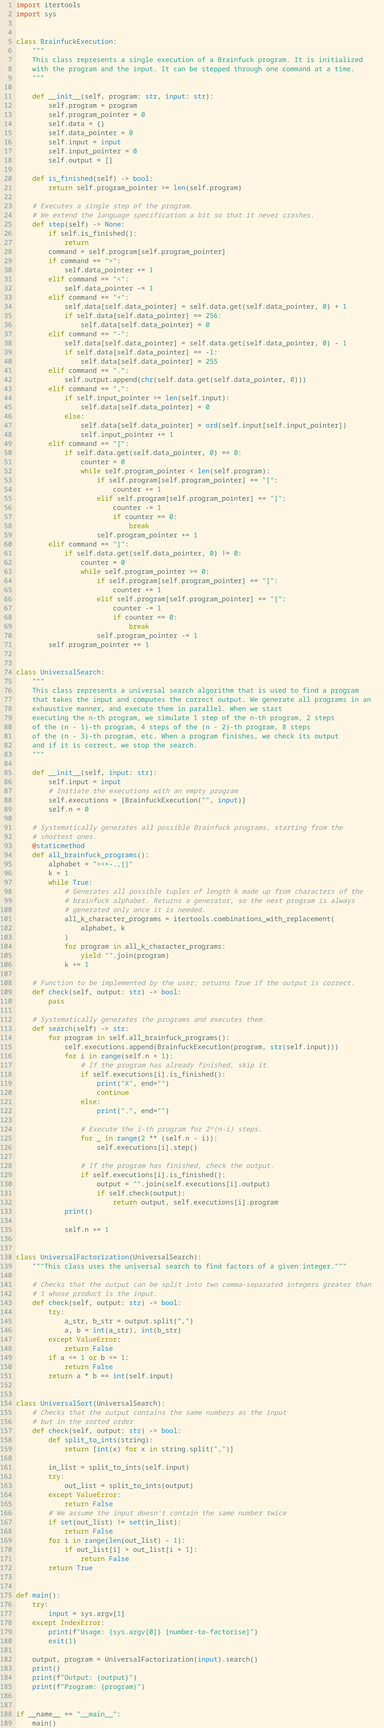 1 import itertools
2 import sys
3
4
5 class BrainfuckExecution:
6     """
7     This class represents a single execution of a Brainfuck program. It is initialized
8     with the program and the input. It can be stepped through one command at a time.
9     """
10
11     def __init__(self, program: str, input: str):
12         self.program = program
13         self.program_pointer = 0
14         self.data = {}
15         self.data_pointer = 0
16         self.input = input
17         self.input_pointer = 0
18         self.output = []
19
20     def is_finished(self) -> bool:
21         return self.program_pointer >= len(self.program)
22
23     # Executes a single step of the program.
24     # We extend the language specification a bit so that it never crashes.
25     def step(self) -> None:
26         if self.is_finished():
27             return
28         command = self.program[self.program_pointer]
29         if command == ">":
30             self.data_pointer += 1
31         elif command == "<":
32             self.data_pointer -= 1
33         elif command == "+":
34             self.data[self.data_pointer] = self.data.get(self.data_pointer, 0) + 1
35             if self.data[self.data_pointer] == 256:
36                 self.data[self.data_pointer] = 0
37         elif command == "-":
38             self.data[self.data_pointer] = self.data.get(self.data_pointer, 0) - 1
39             if self.data[self.data_pointer] == -1:
40                 self.data[self.data_pointer] = 255
41         elif command == ".":
42             self.output.append(chr(self.data.get(self.data_pointer, 0)))
43         elif command == ",":
44             if self.input_pointer >= len(self.input):
45                 self.data[self.data_pointer] = 0
46             else:
47                 self.data[self.data_pointer] = ord(self.input[self.input_pointer])
48                 self.input_pointer += 1
49         elif command == "[":
50             if self.data.get(self.data_pointer, 0) == 0:
51                 counter = 0
52                 while self.program_pointer < len(self.program):
53                     if self.program[self.program_pointer] == "[":
54                         counter += 1
55                     elif self.program[self.program_pointer] == "]":
56                         counter -= 1
57                         if counter == 0:
58                             break
59                     self.program_pointer += 1
60         elif command == "]":
61             if self.data.get(self.data_pointer, 0) != 0:
62                 counter = 0
63                 while self.program_pointer >= 0:
64                     if self.program[self.program_pointer] == "]":
65                         counter += 1
66                     elif self.program[self.program_pointer] == "[":
67                         counter -= 1
68                         if counter == 0:
69                             break
70                     self.program_pointer -= 1
71         self.program_pointer += 1
72
73
74 class UniversalSearch:
75     """
76     This class represents a universal search algorithm that is used to find a program
77     that takes the input and computes the correct output. We generate all programs in an
78     exhaustive manner, and execute them in parallel. When we start
79     executing the n-th program, we simulate 1 step of the n-th program, 2 steps
80     of the (n - 1)-th program, 4 steps of the (n - 2)-th program, 8 steps
81     of the (n - 3)-th program, etc. When a program finishes, we check its output
82     and if it is correct, we stop the search.
83     """
84
85     def __init__(self, input: str):
86         self.input = input
87         # Initiate the executions with an empty program
88         self.executions = [BrainfuckExecution("", input)]
89         self.n = 0
90
91     # Systematically generates all possible Brainfuck programs, starting from the
92     # shortest ones.
93     @staticmethod
94     def all_brainfuck_programs():
95         alphabet = "><+-.,[]"
96         k = 1
97         while True:
98             # Generates all possible tuples of length k made up from characters of the
99             # brainfuck alphabet. Returns a generator, so the next program is always
100             # generated only once it is needed.
101             all_k_character_programs = itertools.combinations_with_replacement(
102                 alphabet, k
103             )
104             for program in all_k_character_programs:
105                 yield "".join(program)
106             k += 1
107
108     # Function to be implemented by the user; returns True if the output is correct.
109     def check(self, output: str) -> bool:
110         pass
111
112     # Systematically generates the programs and executes them.
113     def search(self) -> str:
114         for program in self.all_brainfuck_programs():
115             self.executions.append(BrainfuckExecution(program, str(self.input)))
116             for i in range(self.n + 1):
117                 # If the program has already finished, skip it.
118                 if self.executions[i].is_finished():
119                     print("X", end="")
120                     continue
121                 else:
122                     print(".", end="")
123
124                 # Execute the i-th program for 2^(n-i) steps.
125                 for _ in range(2 ** (self.n - i)):
126                     self.executions[i].step()
127
128                 # If the program has finished, check the output.
129                 if self.executions[i].is_finished():
130                     output = "".join(self.executions[i].output)
131                     if self.check(output):
132                         return output, self.executions[i].program
133             print()
134
135             self.n += 1
136
137
138 class UniversalFactorization(UniversalSearch):
139     """This class uses the universal search to find factors of a given integer."""
140
141     # Checks that the output can be split into two comma-separated integers greater than
142     # 1 whose product is the input.
143     def check(self, output: str) -> bool:
144         try:
145             a_str, b_str = output.split(",")
146             a, b = int(a_str), int(b_str)
147         except ValueError:
148             return False
149         if a <= 1 or b <= 1:
150             return False
151         return a * b == int(self.input)
152
153
154 class UniversalSort(UniversalSearch):
155     # Checks that the output contains the same numbers as the input
156     # but in the sorted order
157     def check(self, output: str) -> bool:
158         def split_to_ints(string):
159             return [int(x) for x in string.split(",")]
160
161         in_list = split_to_ints(self.input)
162         try:
163             out_list = split_to_ints(output)
164         except ValueError:
165             return False
166         # We assume the input doesn't contain the same number twice
167         if set(out_list) != set(in_list):
168             return False
169         for i in range(len(out_list) - 1):
170             if out_list[i] > out_list[i + 1]:
171                 return False
172         return True
173
174
175 def main():
176     try:
177         input = sys.argv[1]
178     except IndexError:
179         print(f"Usage: {sys.argv[0]} [number-to-factorise]")
180         exit(1)
181
182     output, program = UniversalFactorization(input).search()
183     print()
184     print(f"Output: {output}")
185     print(f"Program: {program}")
186
187
188 if __name__ == "__main__":
189     main()